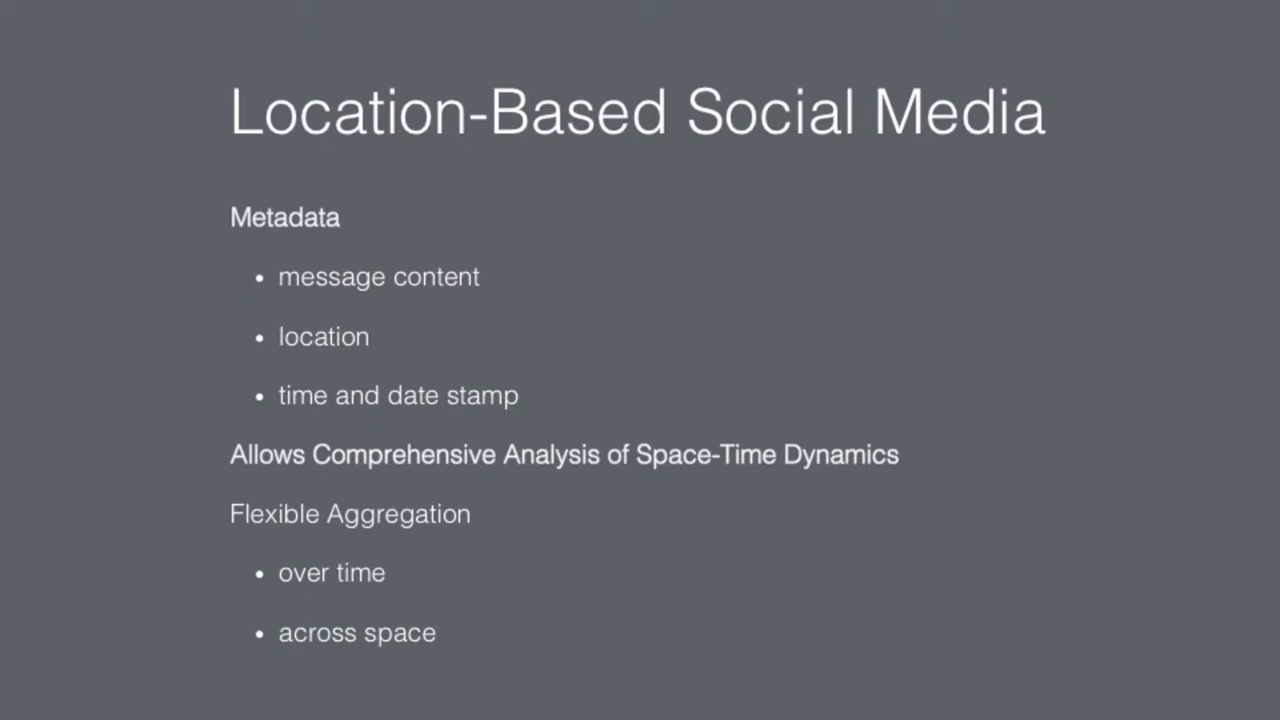 Location-Based Social Media
Metadata
• message content
• location
• time and date stamp
Allows Comprehensive Analysis of Space-Time Dynamics
Flexible Aggregation
• over time
• across space